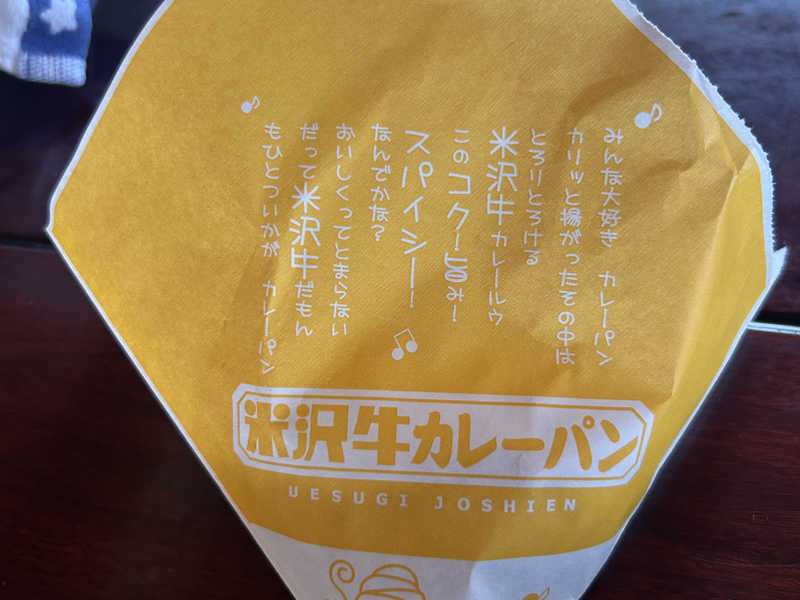 みんな大好き カレーパン
カリッと揚がったその中は
とろりとろける
米沢牛カレールウ
このコク!旨み!
スパイシー!
なんでかな?
おいしくってとまらない
だって米沢牛だもん
もひとついかが カレーパン
米沢牛カレーパン
UESUGI JOSHIEN